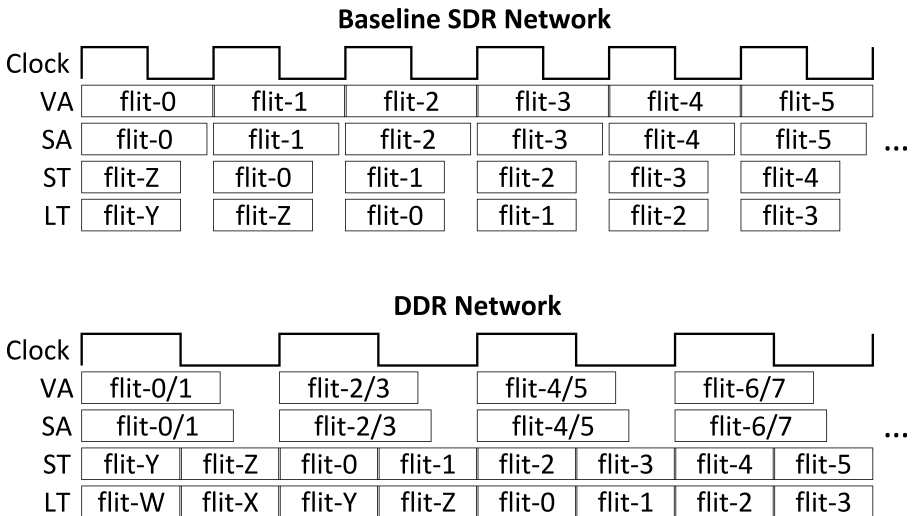 Baseline SDR Network
Clock
VA flit-0 flit-1 flit-2 flit-3 flit-4 flit-5
SA flit-0 flit-1 flit-2 flit-3 flit-4 flit-5 ...
ST flit-Z flit-0 flit-1 flit-2 flit-3 flit-4
LT flit-Y flit-Z flit-0 flit-1 flit-2 flit-3
DDR Network
Clock
VA flit-0/1 flit-2/3 flit-4/5 flit-6/7
SA flit-0/1 flit-2/3 flit-4/5 flit-6/7 ...
ST flit-Y flit-Z flit-0 flit-1 flit-2 flit-3 flit-4 flit-5
LT flit-W flit-X flit-Y flit-Z flit-0 flit-1 flit-2 flit-3